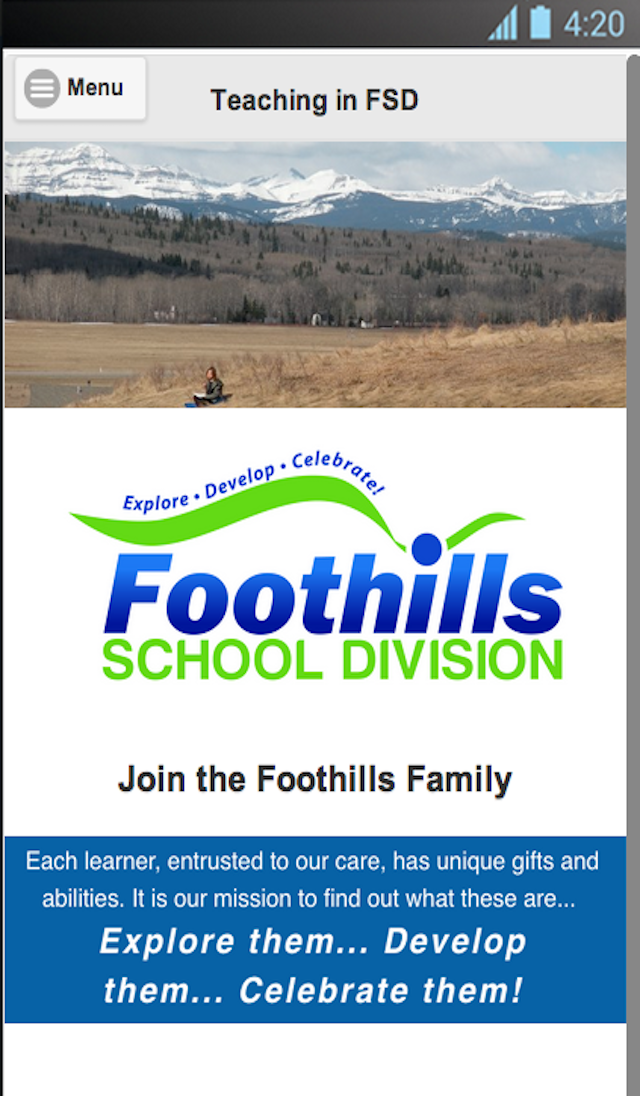 4:20
Menu
Teaching in FSD
Explore • Develop • Celebrate!
Foothills
SCHOOL DIVISION
Join the Foothills Family
Each learner, entrusted to our care, has unique gifts and
abilities. It is our mission to find out what these are...
Explore them... Develop
them... Celebrate them!